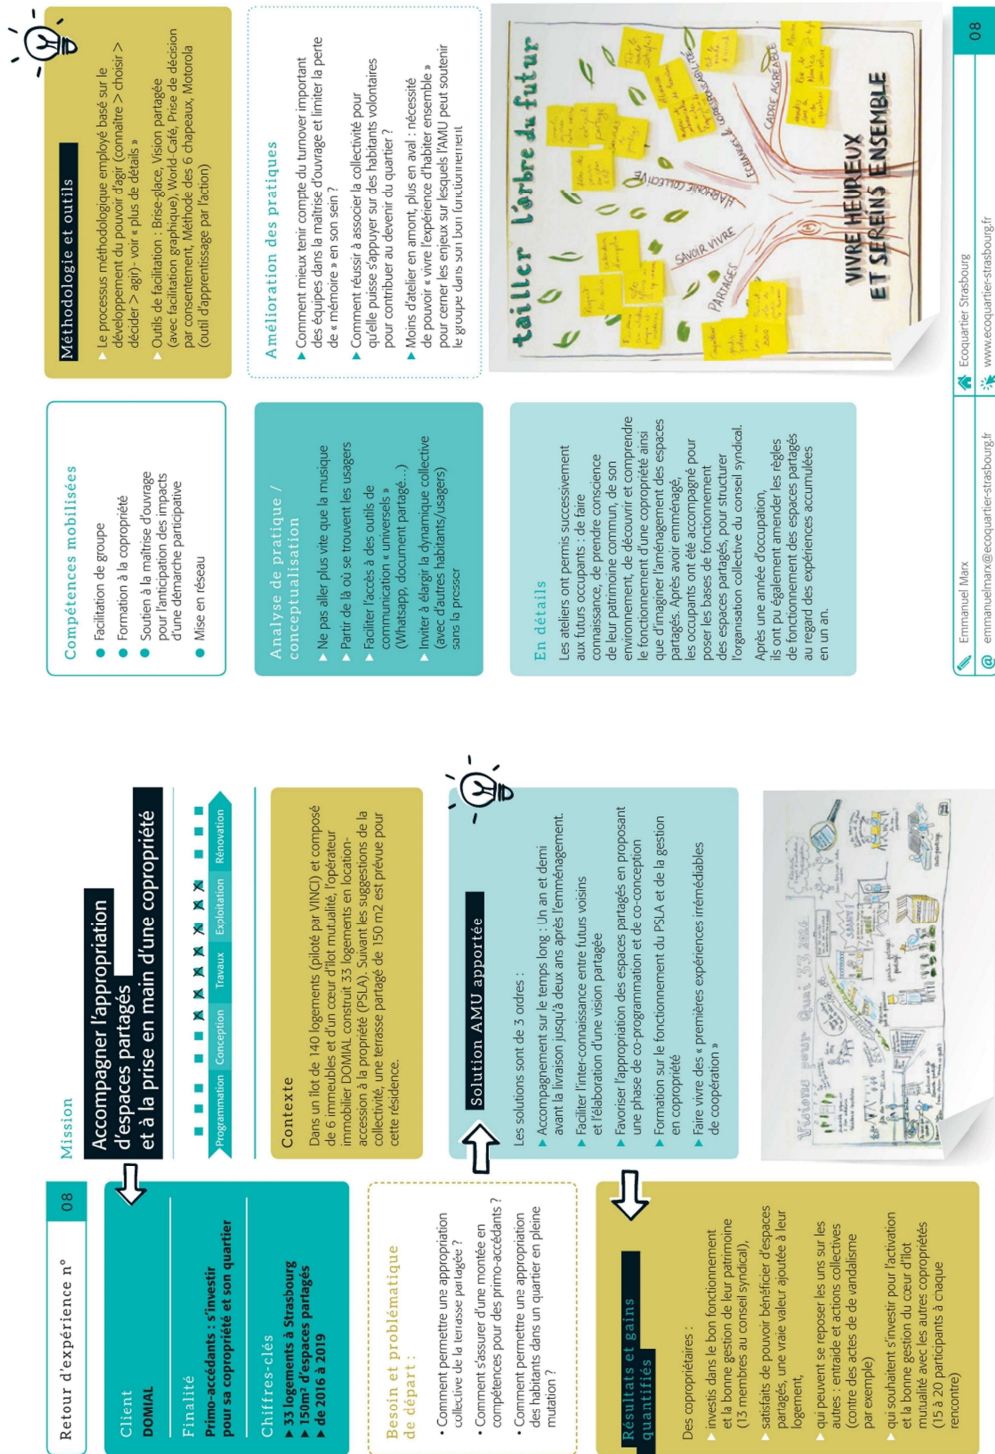 Retour d'expérience n° 08
Client
DOMIAL
Finalité
Primo-accédants : s'investir
pour sa copropriété et son quartier
Chiffres-clés
▶ 33 logements à Strasbourg
▶ 150m² d'espaces partagés
▶ de 2016 à 2019
Besoin et problématique
de départ :
• Comment permettre une appropriation
collective de la terrasse partagée ?
• Comment s'assurer d'une montée en
compétences pour des primo-accédants ?
• Comment permettre une appropriation
des habitants dans un quartier en pleine
mutation ?
Résultats et gains
quantifiés
Des copropriétaires :
▶ investis dans le bon fonctionnement
et la bonne gestion de leur patrimoine
(13 membres au conseil syndical),
▶ satisfaits de pouvoir bénéficier d'espaces
partagés, une vraie valeur ajoutée à leur
logement,
▶ qui peuvent se reposer les uns sur les
autres : entraide et actions collectives
(contre des actes de vandalisme
par exemple)
▶ qui souhaitent s'investir pour l'activation
et la bonne gestion du cœur d'îlot
mutualité avec les autres copropriétés
(15 à 20 participants à chaque
rencontre)
Mission
Accompagner l'appropriation
d'espaces partagés
et à la prise en main d'une copropriété
Programmation Conception Travaux Exploitation Rénovation
Contexte
Dans un îlot de 140 logements (piloté par VINCI) et composé
de 6 immeubles et d'un cœur d'îlot mutualité, l'opérateur
immobilier DOMIAL construit 33 logements en location-
accession à la propriété (PSLA). Suivant les suggestions de la
collectivité, une terrasse partagé de 150 m2 est prévue pour
cette résidence.
Solution AMU apportée
Les solutions sont de 3 ordres :
▶ Accompagnement sur le temps long : Un an et demi
avant la livraison jusqu'à deux ans après l'emménagement.
▶ Faciliter l'inter-connaissance entre futurs voisins
et l'élaboration d'une vision partagée
▶ Favoriser l'appropriation des espaces partagés en proposant
une phase de co-programmation et de co-conception
▶ Formation sur le fonctionnement du PSLA et de la gestion
en copropriété
▶ Faire vivre des « premières expériences irrémédiables
de coopération »
Visions pour Quai 33
Compétences mobilisées
● Facilitation de groupe
● Formation à la copropriété
● Soutien à la maîtrise d'ouvrage
pour l'anticipation des impacts
d'une démarche participative
● Mise en réseau
Analyse de pratique /
conceptualisation
▶ Ne pas aller plus vite que la musique
▶ Partir de là où se trouvent les usagers
▶ Faciliter l'accès à des outils de
communication « universels »
(Whatsapp, document partagé...)
▶ Inviter à élargir la dynamique collective
(avec d'autres habitants/usagers)
sans la presser
En détails
Les ateliers ont permis successivement
aux futurs occupants : de faire
connaissance, de prendre conscience
de leur patrimoine commun, de son
environnement, de découvrir et comprendre
le fonctionnement d'une copropriété ainsi
que d'imaginer l'aménagement des espaces
partagés. Après avoir emménagé,
les occupants ont été accompagné pour
poser les bases de fonctionnement
des espaces partagés, pour structurer
l'organisation collective du conseil syndical.
Après une année d'occupation,
ils ont pu également amender les règles
de fonctionnement des espaces partagés
au regard des expériences accumulées
en un an.
Méthodologie et outils
▶ Le processus méthodologique employé basé sur le
développement du pouvoir d'agir (connaître > choisir >
décider > agir)- voir « plus de détails »
▶ Outils de facilitation : Brise-glace, Vision partagée
(avec facilitation graphique), World-Café, Prise de décision
par consentement, Méthode des 6 chapeaux, Motorola
(outil d'apprentissage par l'action)
Amélioration des pratiques
▶ Comment mieux tenir compte du turnover important
des équipes dans la maîtrise d'ouvrage et limiter la perte
de « mémoire » en son sein ?
▶ Comment réussir à associer la collectivité pour
qu'elle puisse s'appuyer sur des habitants volontaires
pour contribuer au devenir du quartier ?
▶ Moins d'atelier en amont, plus en aval : nécessité
de pouvoir « vivre l'expérience d'habiter ensemble »
pour cerner les enjeux sur lesquels l'AMU peut soutenir
le groupe dans son bon fonctionnement
tailler l'arbre du futur
PARTAGES
SAVOIR VIVRE
HARMONIE COLLECTIVE
CADRE AGREABLE
VIVRE HEUREUX
ET SEREINS ENSEMBLE
Emmanuel Marx
Ecoquartier Strasbourg
08
@ emmanuelmarx@ecoquartier-strasbourg.fr
www.ecoquartier-strasbourg.fr